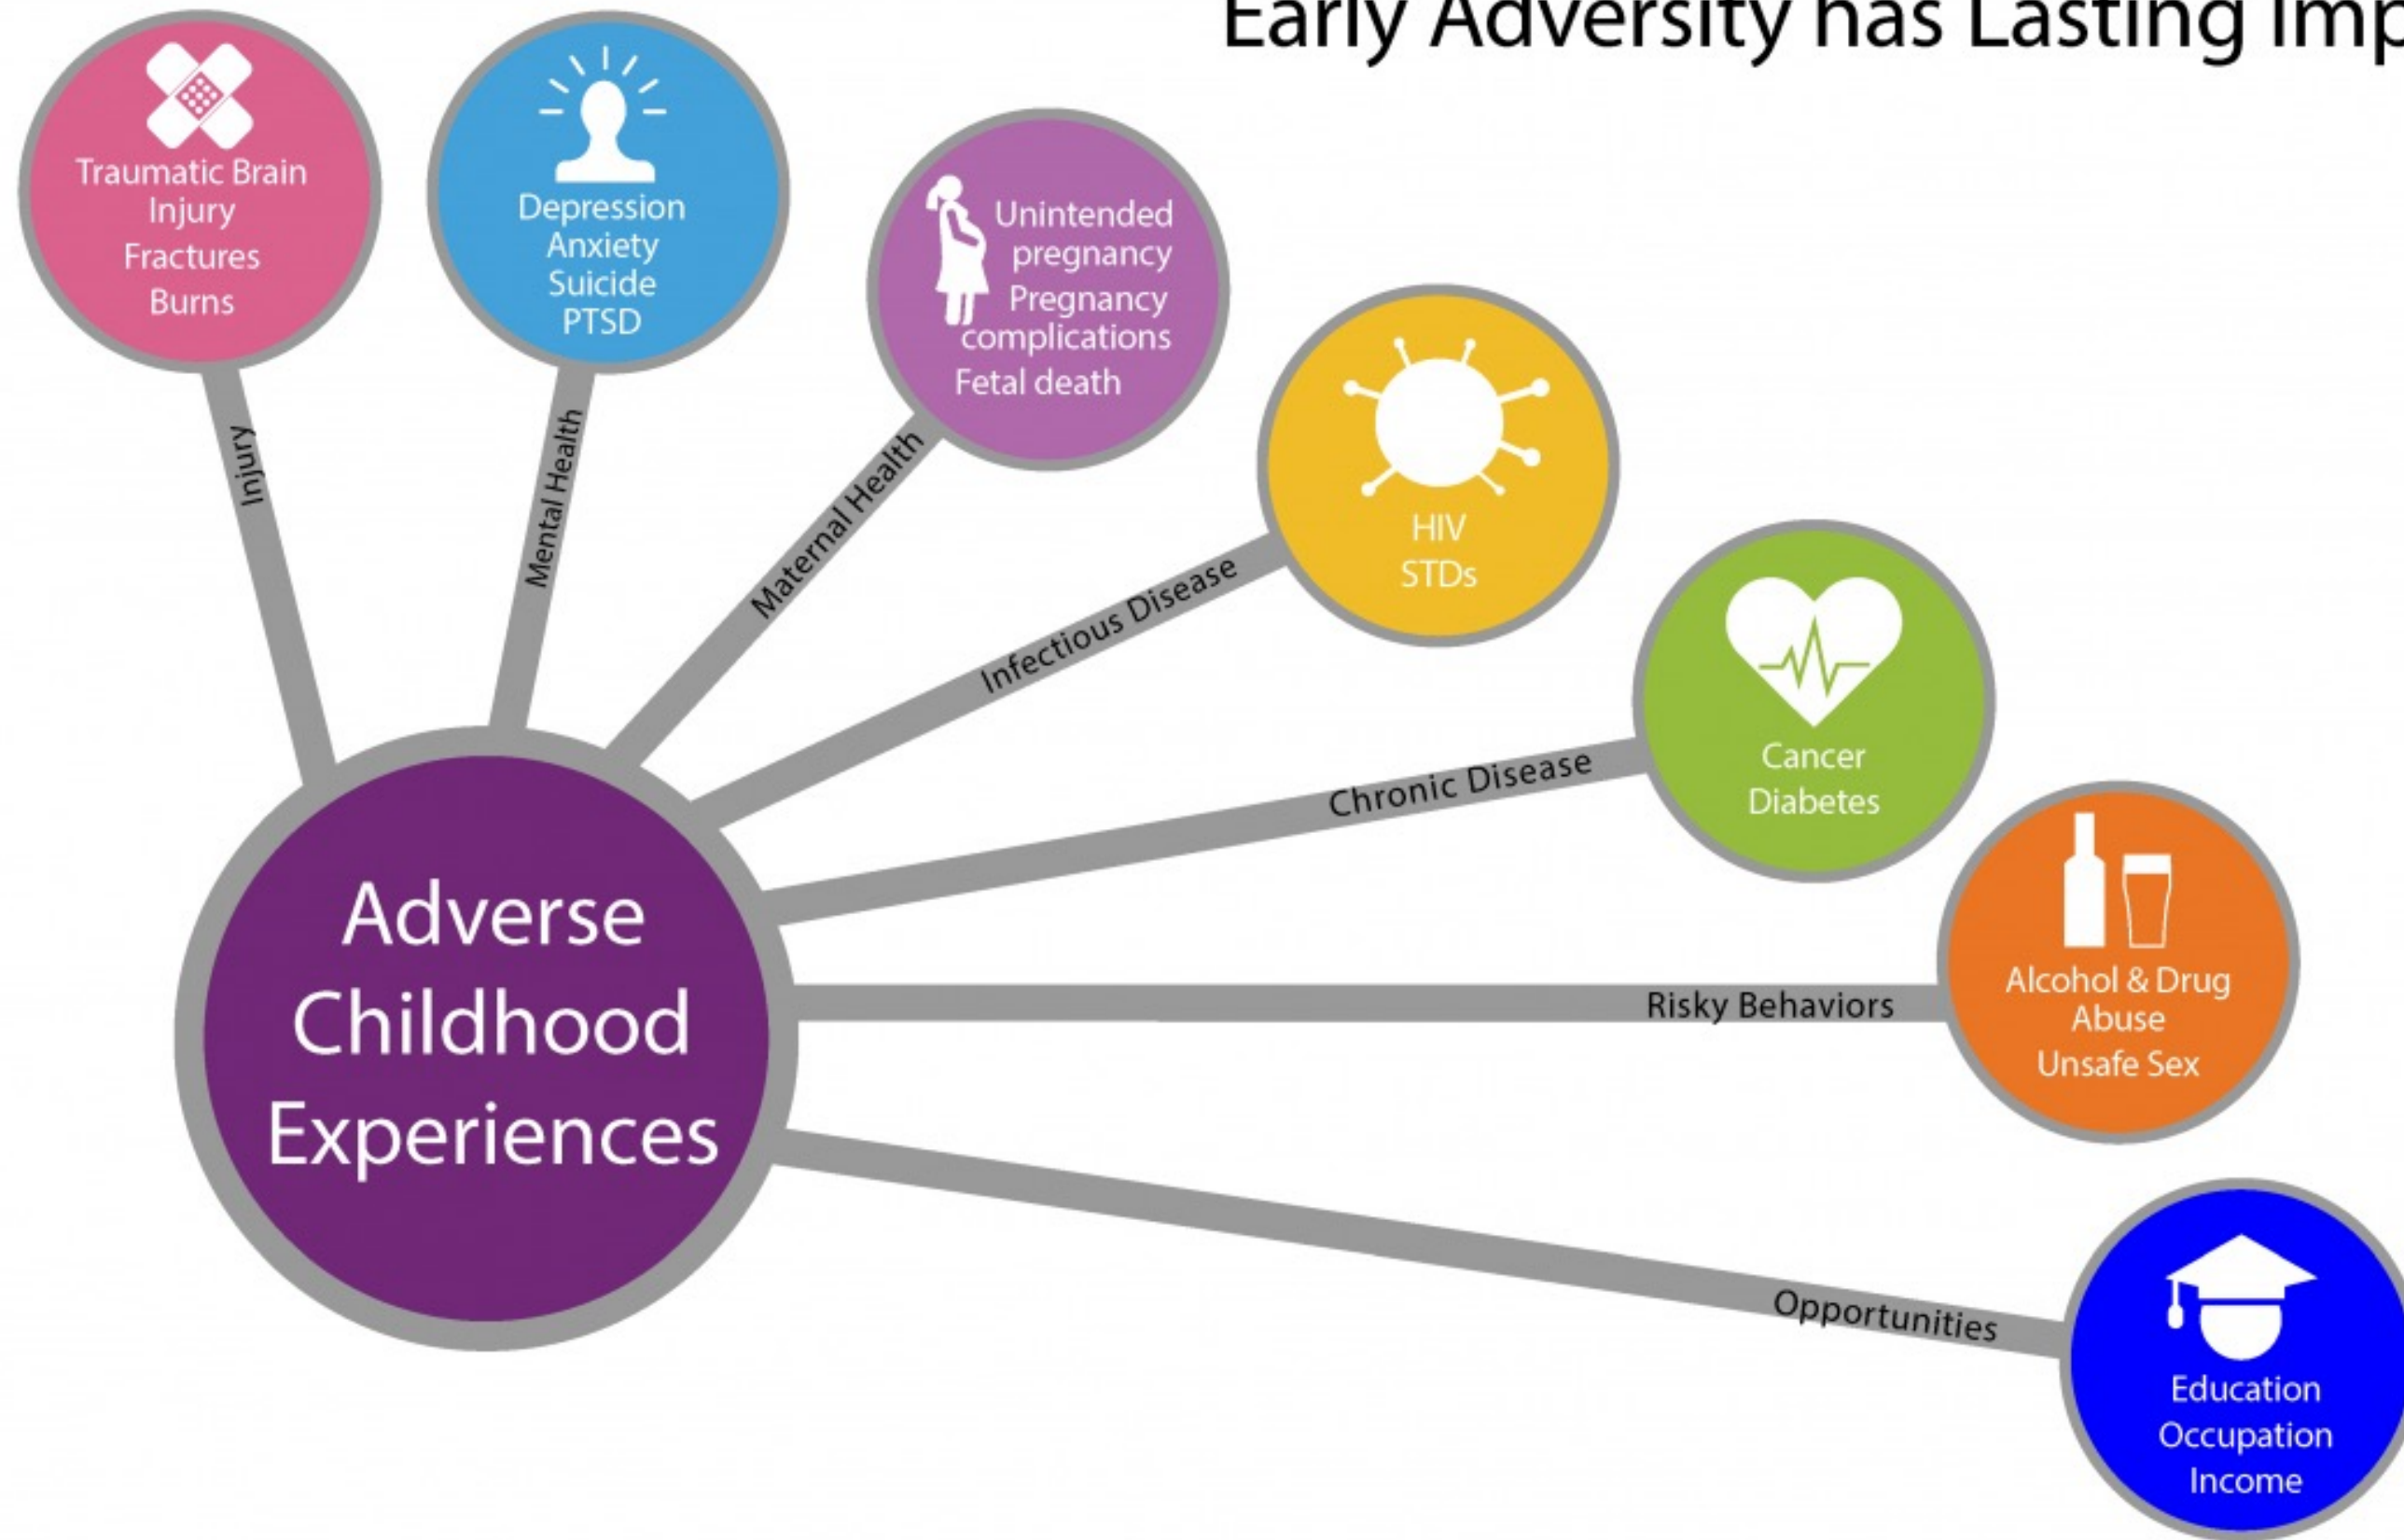 Early Adversity has Lasting Imp
Traumatic Brain
Injury
Fractures
Burns
Injury
Depression
Anxiety
Suicide
PTSD
Mental Health
Unintended
pregnancy
Pregnancy
complications
Fetal death
Maternal Health
HIV
STDs
Infectious Disease
Cancer
Diabetes
Chronic Disease
Alcohol & Drug
Abuse
Unsafe Sex
Risky Behaviors
Education
Occupation
Income
Opportunities
Adverse
Childhood
Experiences